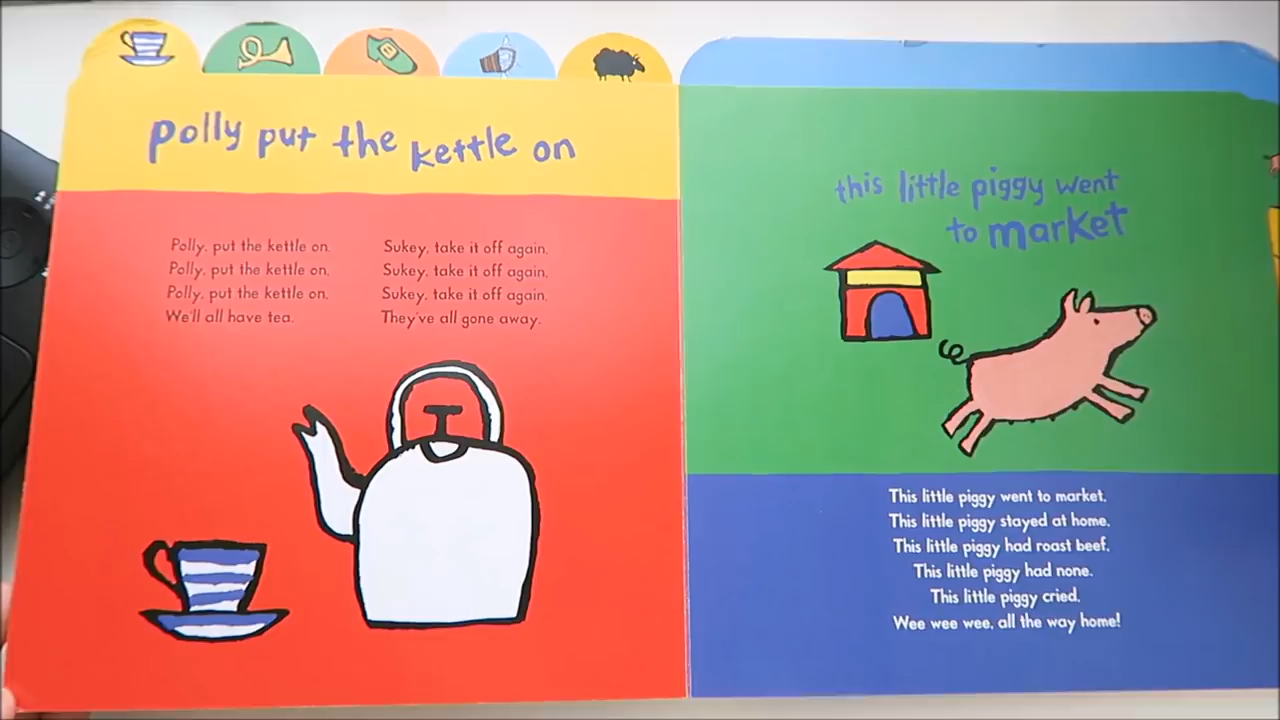 Polly put the kettle on
Polly, put the kettle on,
Polly, put the kettle on,
Polly, put the kettle on,
We'll all have tea.
Sukey, take it off again,
Sukey, take it off again,
Sukey, take it off again,
They've all gone away.
this little piggy went
to market
This little piggy went to market,
This little piggy stayed at home,
This little piggy had roast beef,
This little piggy had none.
This little piggy cried,
Wee wee wee, all the way home!